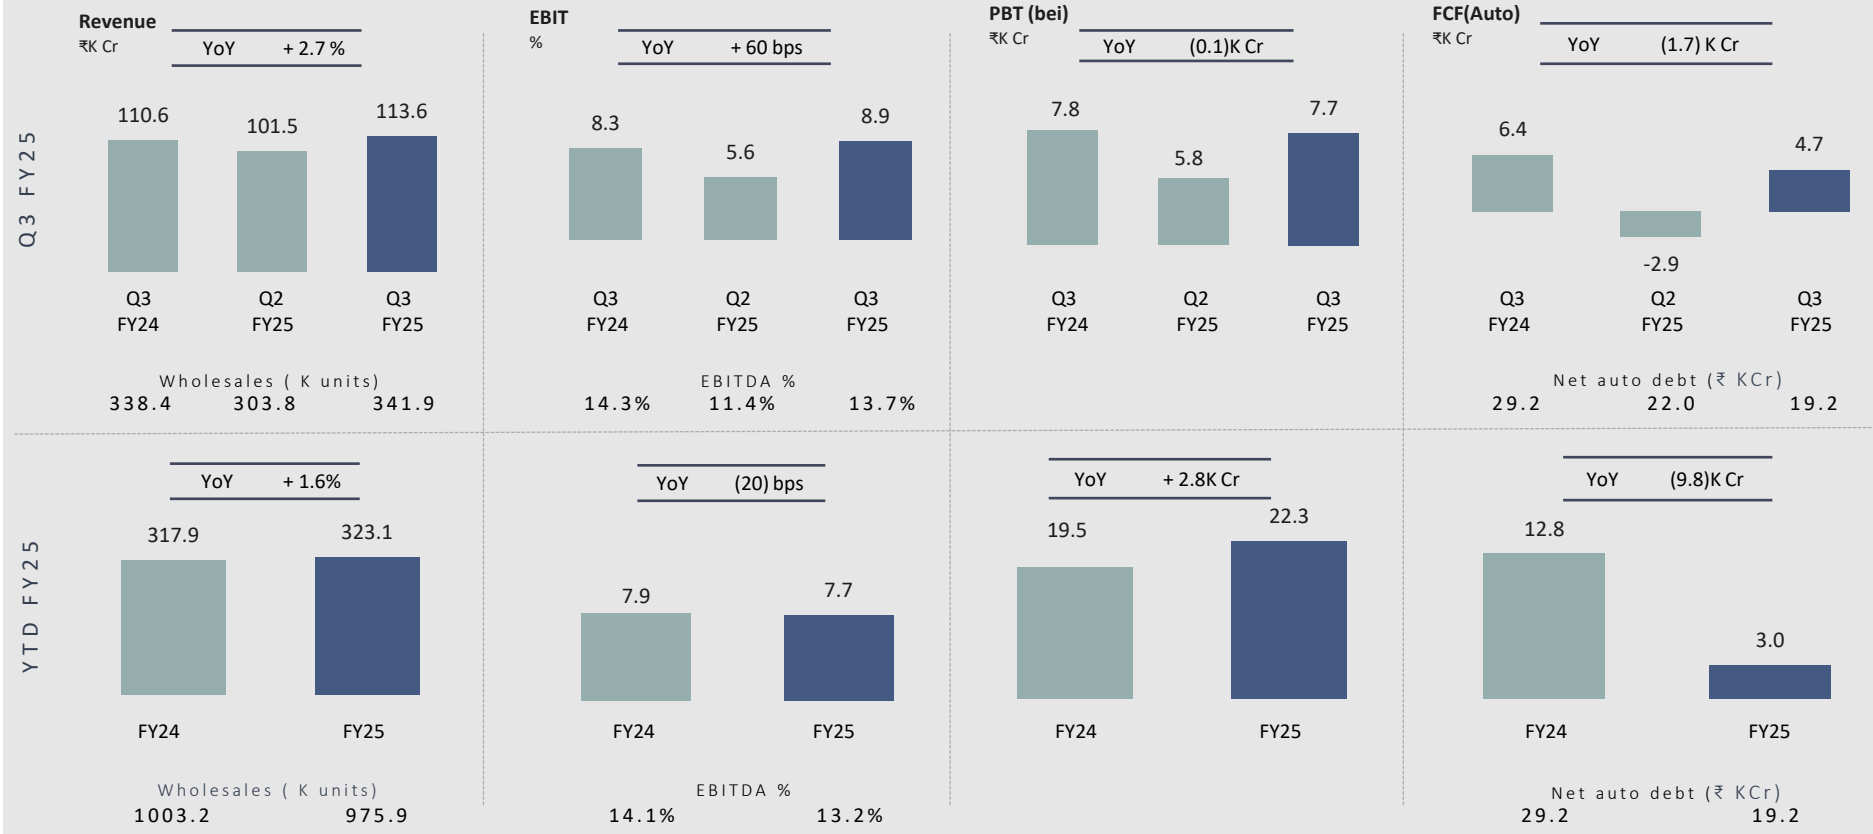 Revenue
₹K Cr
YoY + 2.7 %
110.6 101.5 113.6
Q3 Q2 Q3
FY24 FY25 FY25
Wholesales ( K units)
338.4 303.8 341.9
EBIT
%
YoY + 60 bps
8.3 5.6 8.9
Q3 Q2 Q3
FY24 FY25 FY25
EBITDA %
14.3% 11.4% 13.7%
PBT (bei)
₹K Cr
YoY (0.1)K Cr
7.8 5.8 7.7
Q3 Q2 Q3
FY24 FY25 FY25
FCF(Auto)
₹K Cr
YoY (1.7) K Cr
6.4 -2.9 4.7
Q3 Q2 Q3
FY24 FY25 FY25
Net auto debt (₹ KCr)
29.2 22.0 19.2
Q3 FY25
YoY + 1.6%
317.9 323.1
FY24 FY25
Wholesales ( K units)
1003.2 975.9
YoY (20) bps
7.9 7.7
FY24 FY25
EBITDA %
14.1% 13.2%
YoY + 2.8K Cr
19.5 22.3
FY24 FY25
YoY (9.8)K Cr
12.8 3.0
FY24 FY25
Net auto debt (₹ KCr)
29.2 19.2
YTD FY25